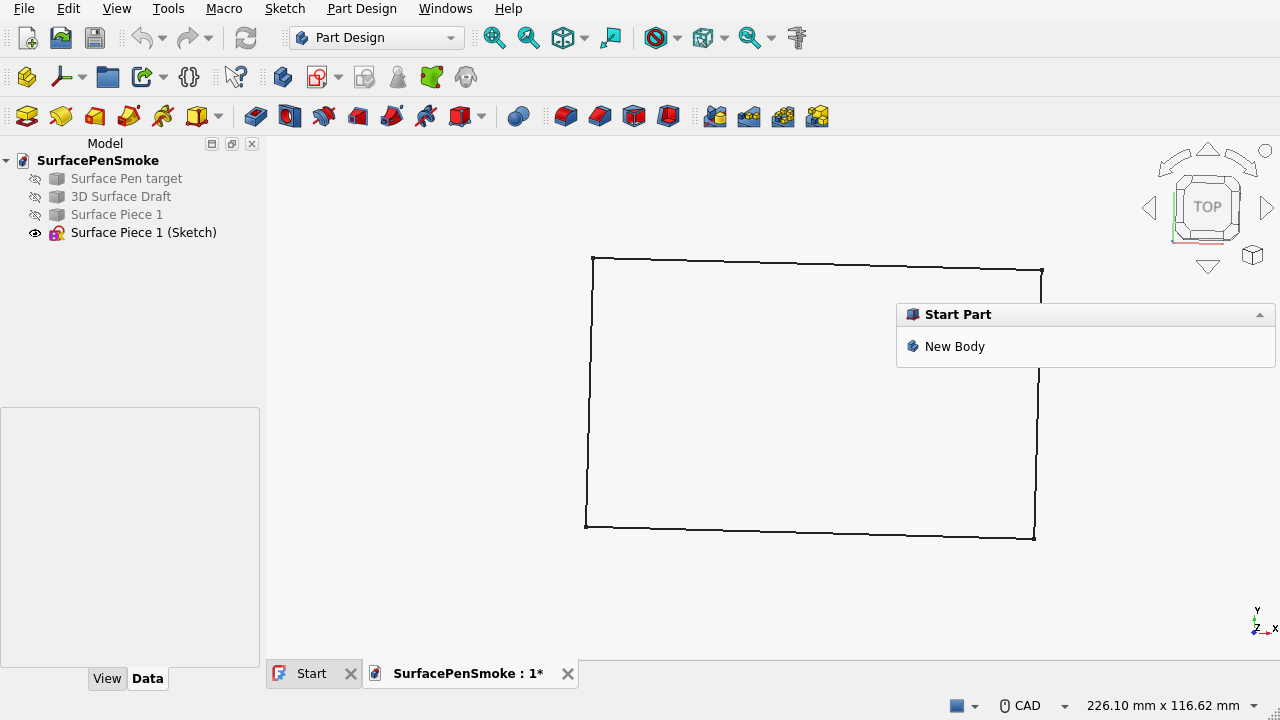 File Edit View Tools Macro Sketch Part Design Windows Help
Part Design
Model
SurfacePenSmoke
Surface Pen target
3D Surface Draft
Surface Piece 1
Surface Piece 1 (Sketch)
TOP
Start Part
New Body
Y
Z X
View Data
Start SurfacePenSmoke : 1*
CAD 226.10 mm x 116.62 mm